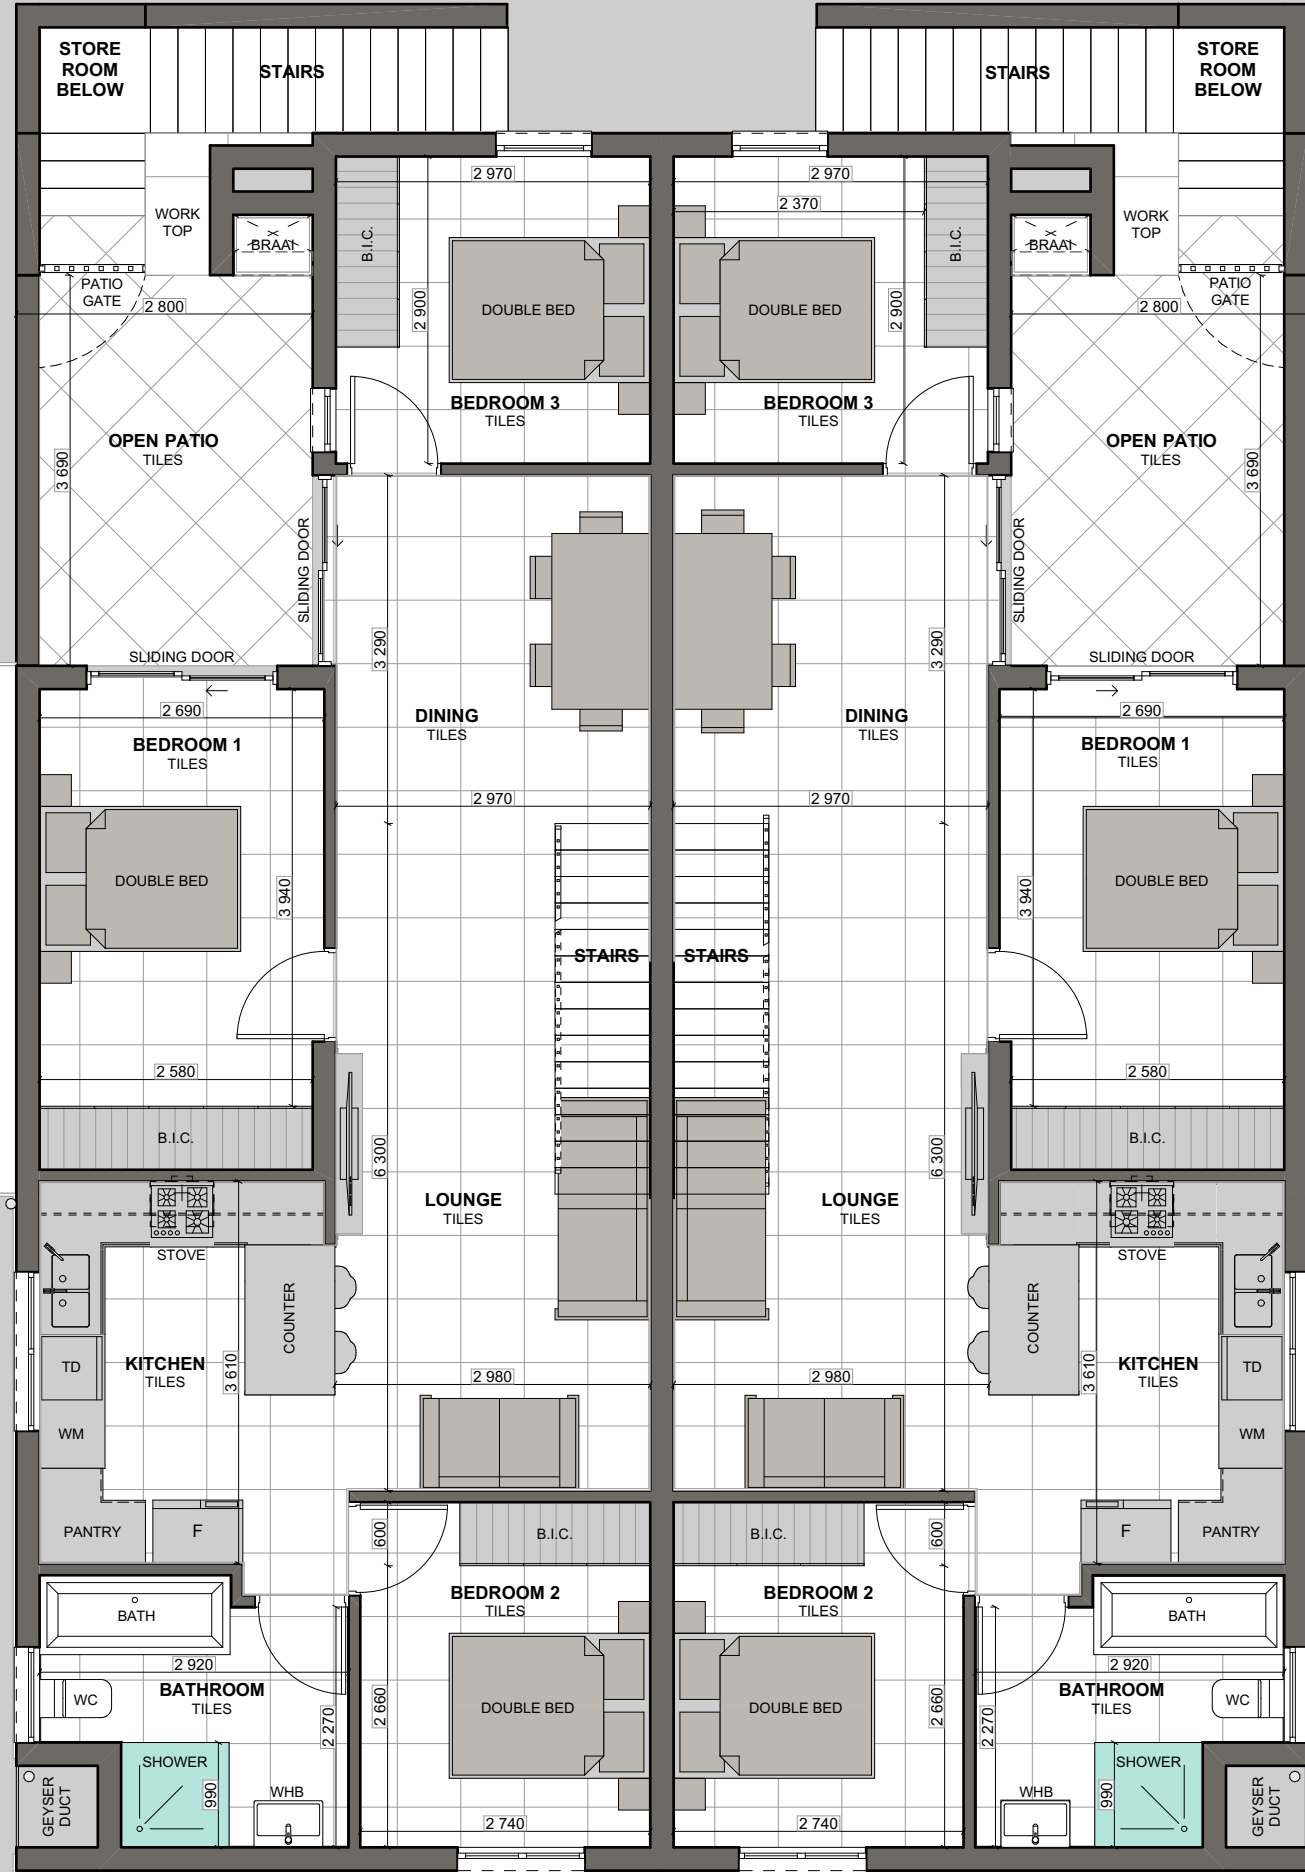 STORE
ROOM
BELOW
STAIRS
STAIRS
STORE
ROOM
BELOW
WORK
TOP
BRAAI
PATIO
GATE
2 800
OPEN PATIO
TILES
3 690
SLIDING DOOR
SLIDING DOOR
2 970
B.I.C.
2 900
DOUBLE BED
BEDROOM 3
TILES
2 970
2 370
B.I.C.
2 900
DOUBLE BED
BEDROOM 3
TILES
WORK
TOP
BRAAI
PATIO
GATE
2 800
OPEN PATIO
TILES
3 690
SLIDING DOOR
SLIDING DOOR
3 290
DINING
TILES
2 970
3 290
DINING
TILES
2 970
2 690
BEDROOM 1
TILES
DOUBLE BED
3 940
2 580
B.I.C.
STAIRS
STAIRS
2 690
BEDROOM 1
TILES
DOUBLE BED
3 940
2 580
B.I.C.
6 300
LOUNGE
TILES
2 980
6 300
LOUNGE
TILES
2 980
STOVE
COUNTER
TD
KITCHEN
TILES
3 610
WM
PANTRY
F
STOVE
COUNTER
KITCHEN
TILES
3 610
TD
WM
F
PANTRY
600
B.I.C.
BEDROOM 2
TILES
DOUBLE BED
2 660
2 740
B.I.C.
600
BEDROOM 2
TILES
DOUBLE BED
2 660
2 740
BATH
2 920
WC
BATHROOM
TILES
2 270
SHOWER
990
WHB
GEYSER
DUCT
BATH
2 920
BATHROOM
TILES
WC
2 270
WHB
990
SHOWER
GEYSER
DUCT